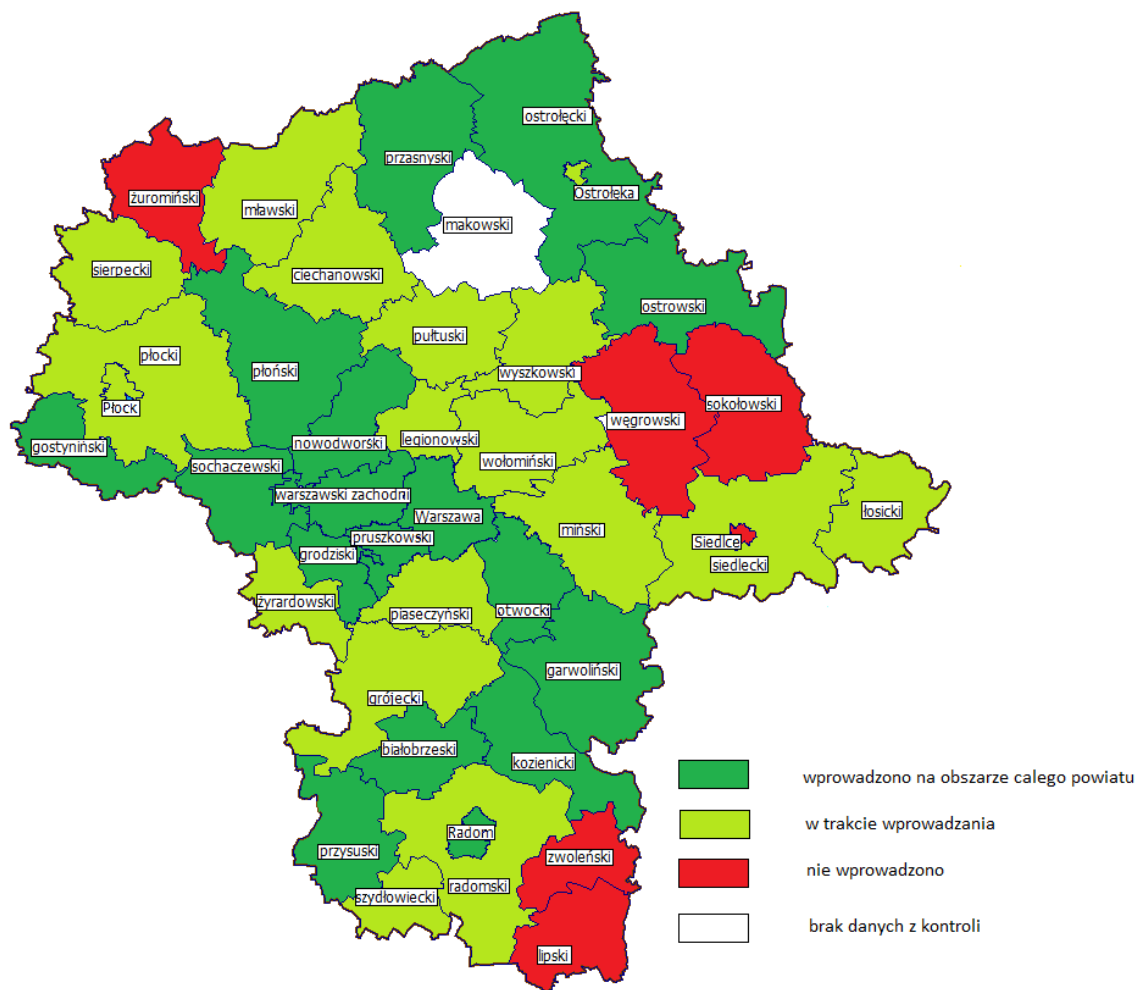 ostrołęcki
przasnyski
Ostrołęka
żuromiński
mławski
makowski
sierpecki
ciechanowski
ostrowski
pułtuski
płocki
płoński
wyszkowski
Płock
sokołowski
węgrowski
gostyniński
nowodworski
legionowski
sochaczewski
wołomiński
warszawski zachodni
Warszawa
łosicki
pruszkowski
miński
Siedlce
grodziski
siedlecki
żyrardowski
piaseczyński
otwocki
garwoliński
grójecki
białobrzeski
kozienicki
wprowadzono na obszarze calego powiatu
w trakcie wprowadzania
Radom
przysuski
zwoleński
nie wprowadzono
szydłowiecki
radomski
brak danych z kontroli
lipski